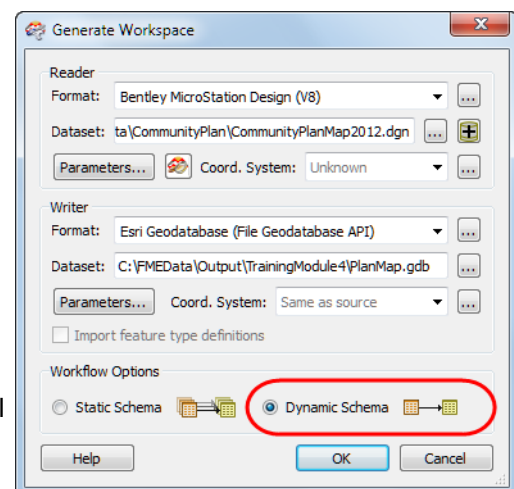 Generate Workspace
Reader
Format: Bentley MicroStation Design (V8) ...
Dataset: ta\CommunityPlan\CommunityPlanMap2012.dgn ...
Parameters... Coord. System: Unknown ...
Writer
Format: Esri Geodatabase (File Geodatabase API) ...
Dataset: C:\FMEData\Output\TrainingModule4\PlanMap.gdb ...
Parameters... Coord. System: Same as source ...
Import feature type definitions
Workflow Options
l
Static Schema Dynamic Schema
Help OK Cancel